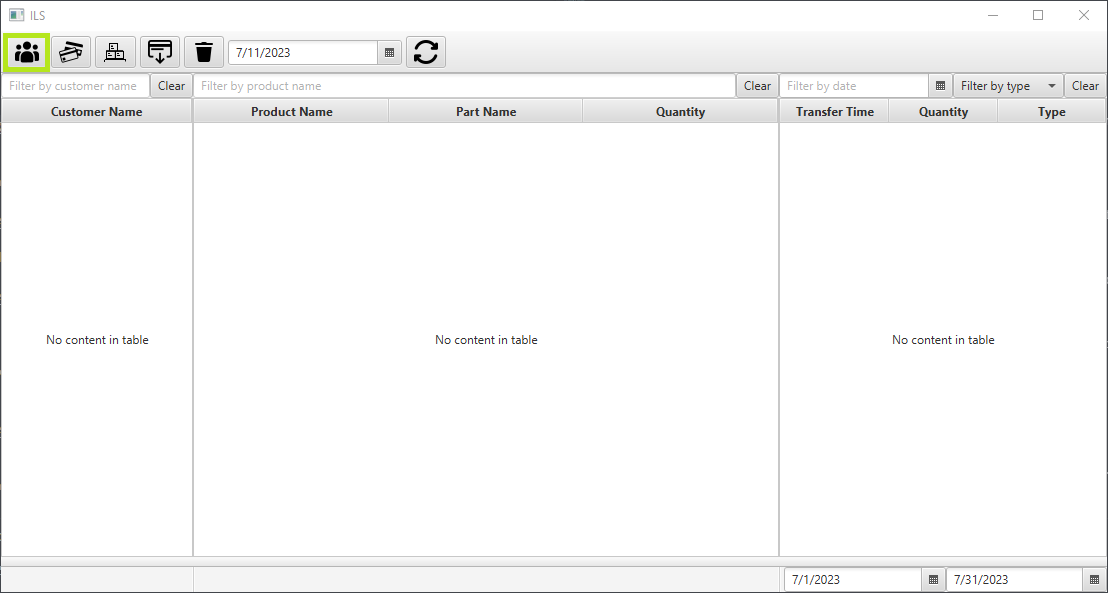 ILS
7/11/2023
Filter by customer name Clear Filter by product name Clear Filter by date Filter by type Clear
Customer Name Product Name Part Name Quantity Transfer Time Quantity Type
No content in table No content in table No content in table
7/1/2023 7/31/2023